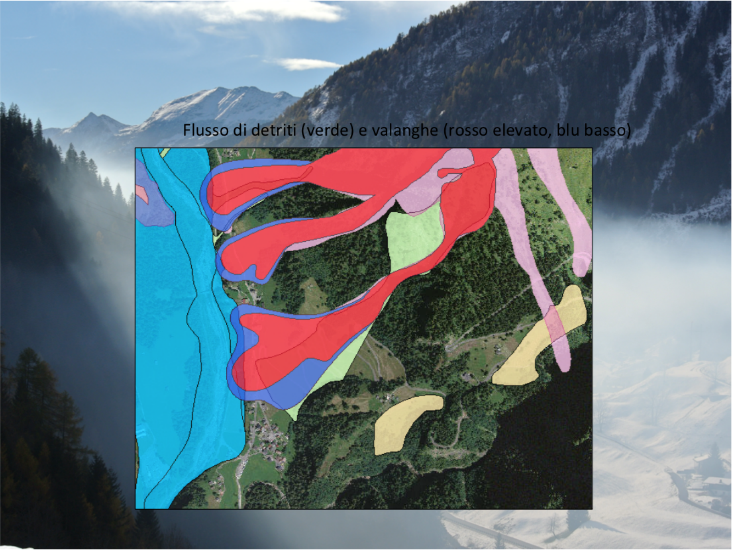 Flusso di detriti (verde) e valanghe (rosso elevato, blu basso)